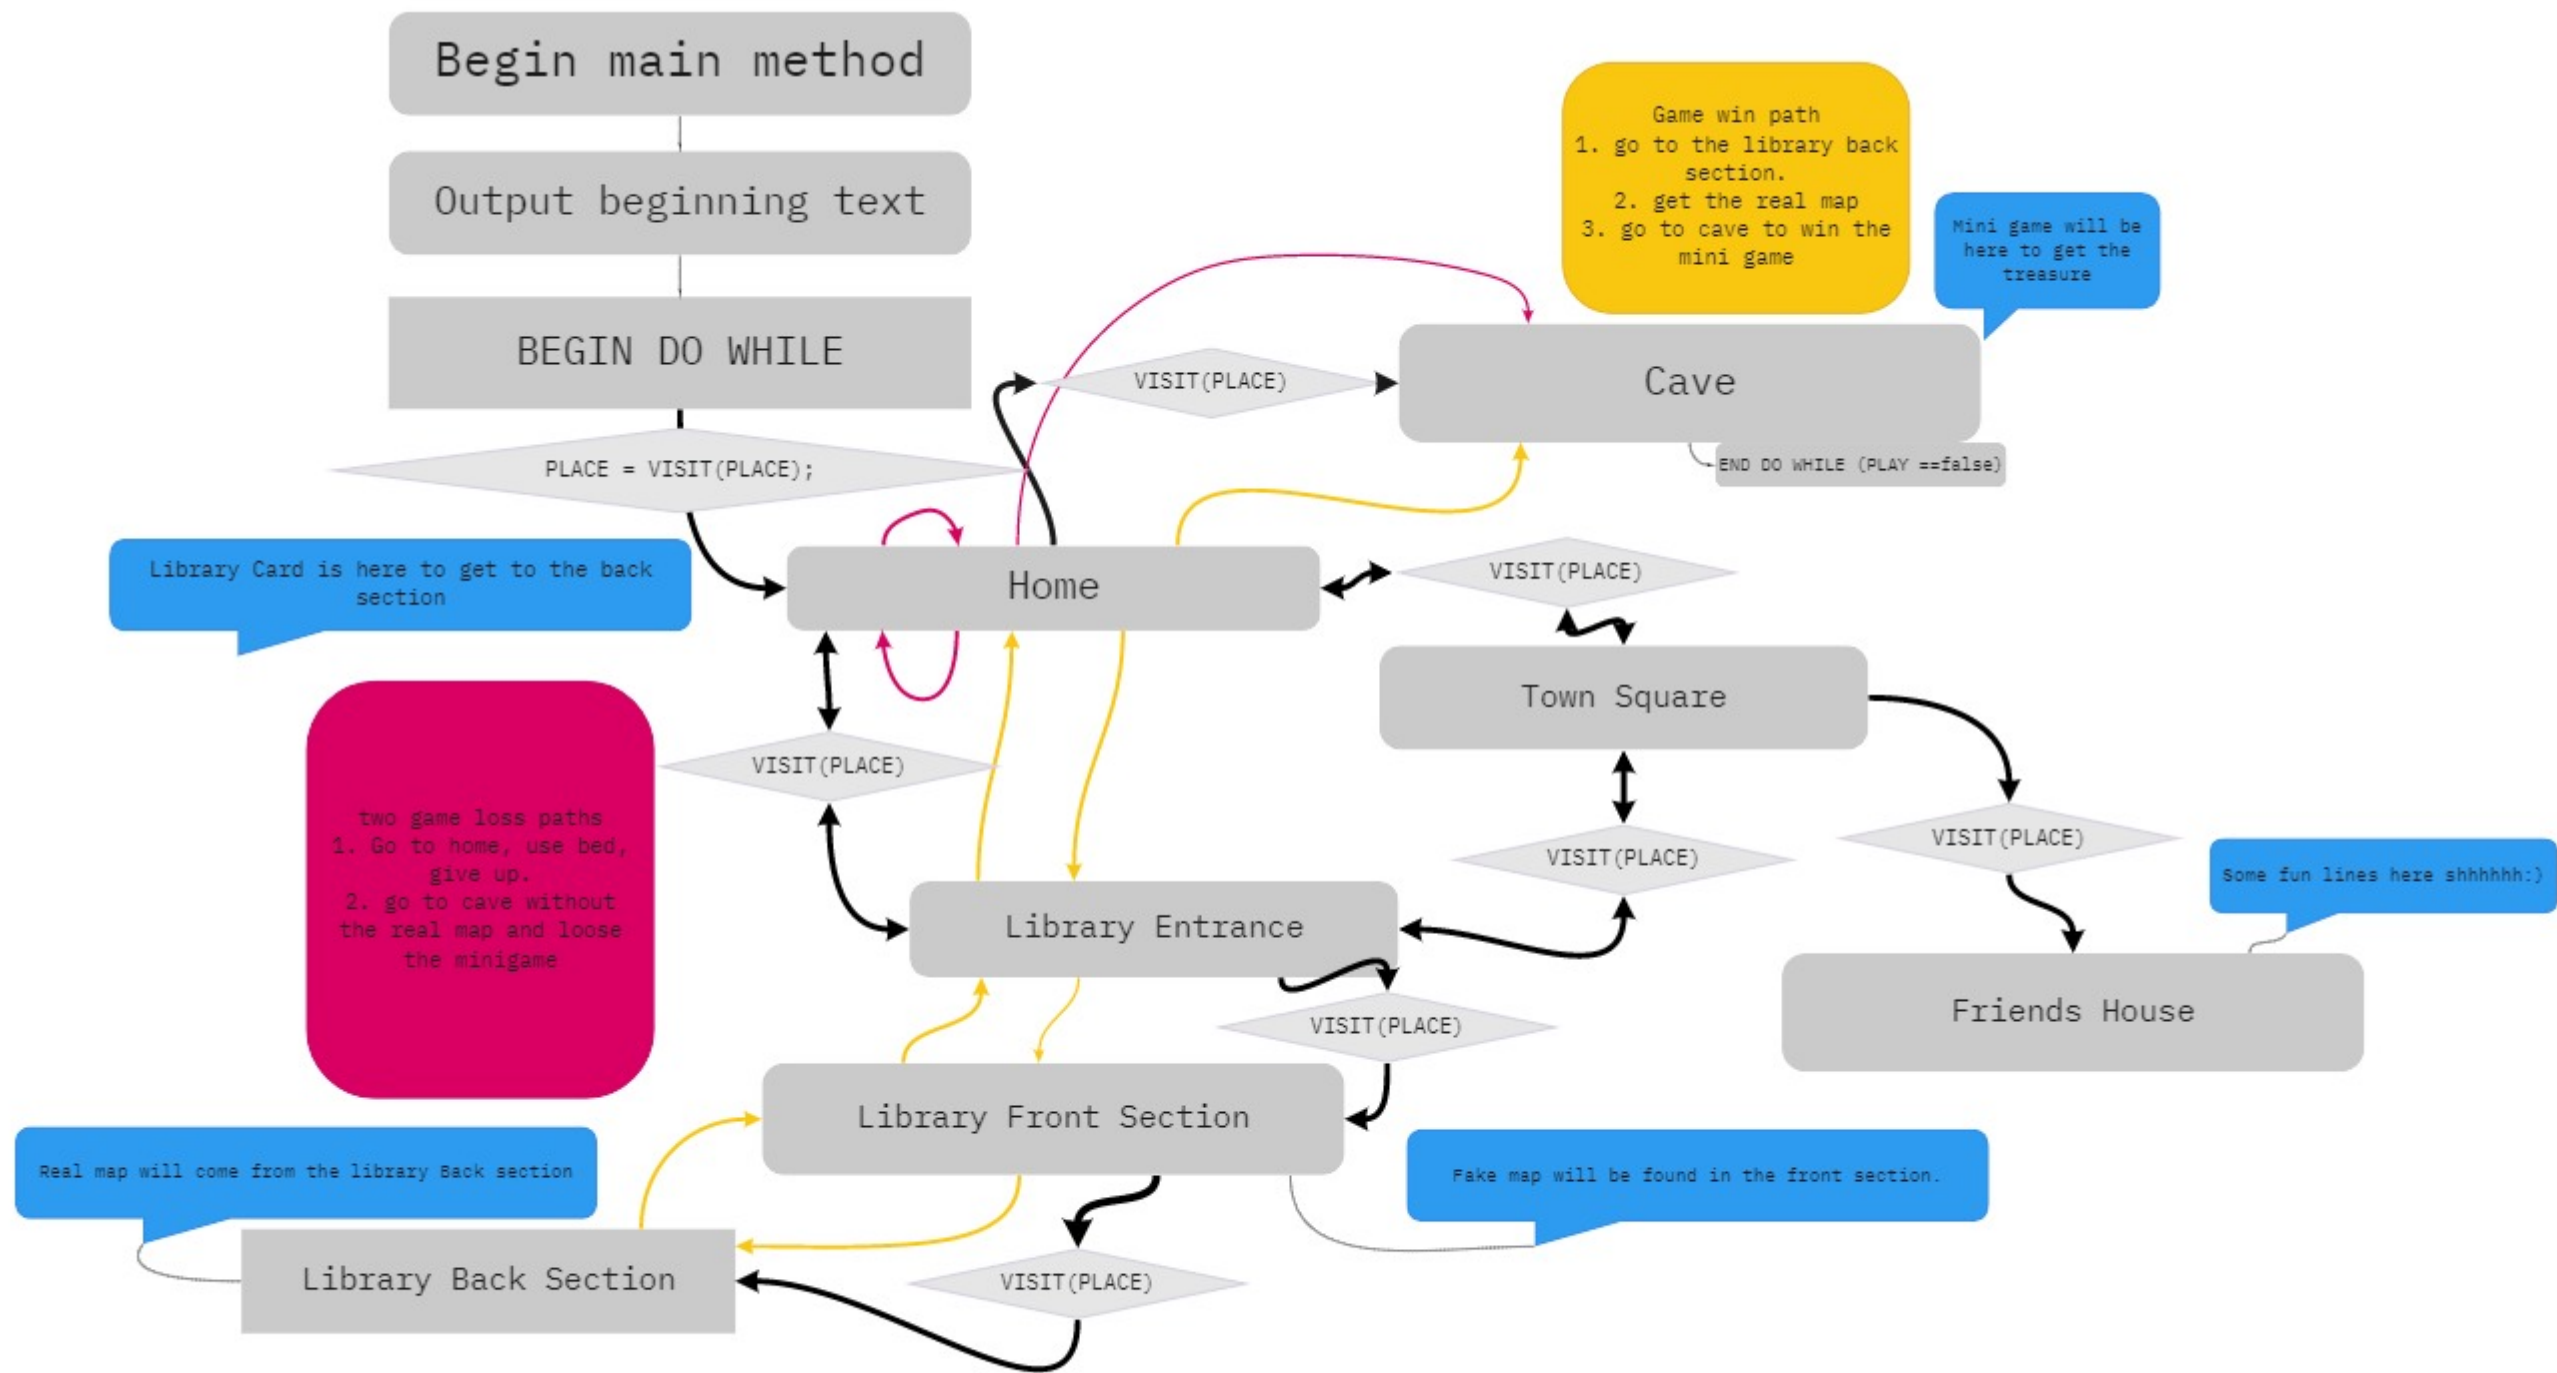 Begin main method
Output beginning text
BEGIN DO WHILE
PLACE = VISIT(PLACE);
Game win path
1. go to the library back
section.
2. get the real map
3. go to cave to win the
mini game
Mini game will be
here to get the
treasure
VISIT(PLACE)
Cave
END DO WHILE (PLAY ==false)
Library Card is here to get to the back
section
Home
VISIT(PLACE)
Town Square
two game loss paths
1. Go to home, use bed,
give up.
2. go to cave without
the real map and loose
the minigame
VISIT(PLACE)
VISIT(PLACE)
VISIT(PLACE)
Some fun lines here shhhhhh:)
Library Entrance
VISIT(PLACE)
Friends House
Library Front Section
Real map will come from the library Back section
Fake map will be found in the front section.
Library Back Section
VISIT(PLACE)